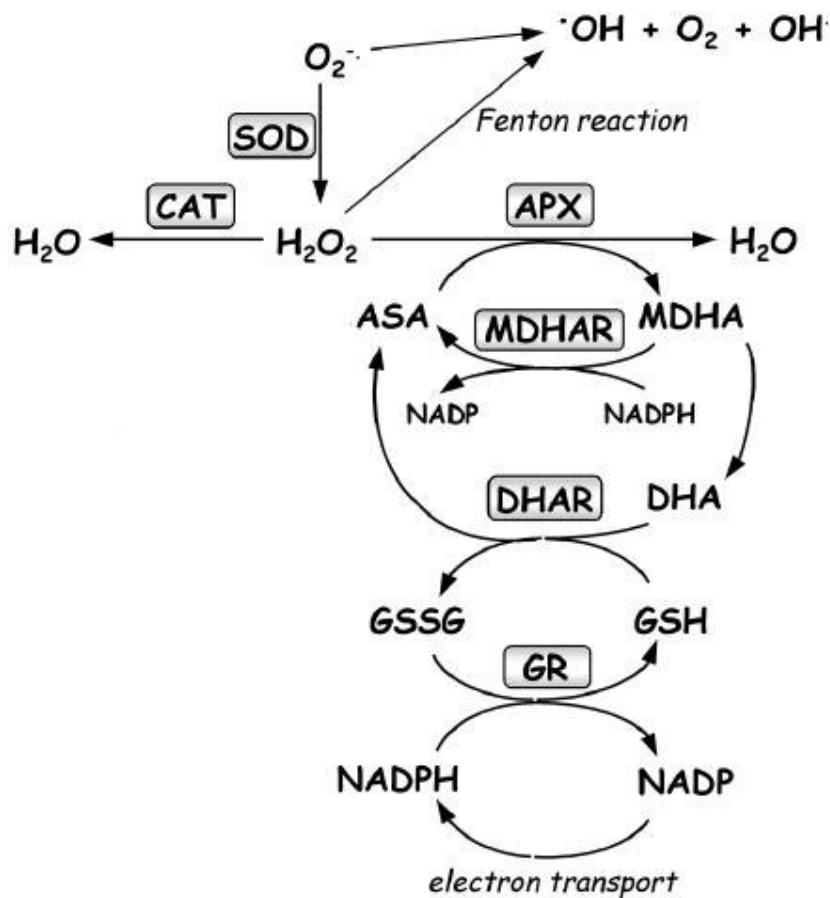 ·OH + O₂ + OH·
O₂⁻·
Fenton reaction
SOD
CAT
APX
H₂O
H₂O₂
H₂O
ASA
MDHAR
MDHA
NADP
NADPH
DHAR
DHA
GSSG
GSH
GR
NADPH
NADP
electron transport